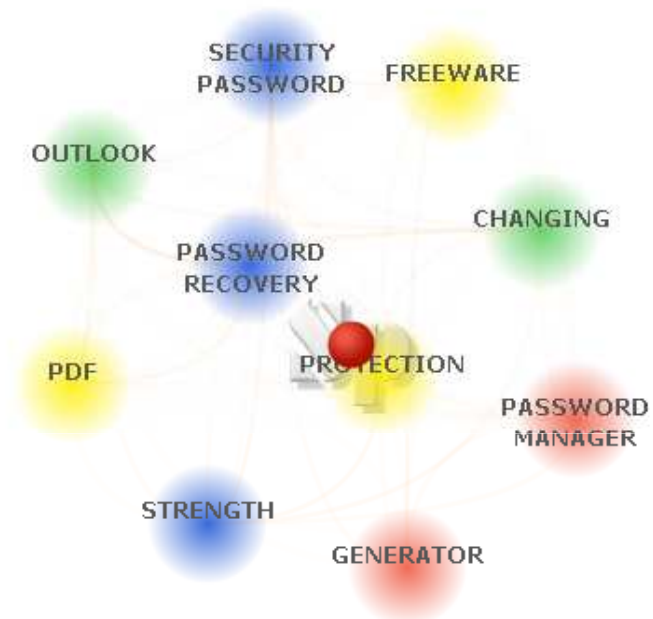 SECURITY
PASSWORD
FREEWARE
OUTLOOK
CHANGING
PASSWORD
RECOVERY
PROTECTION
PDF
PASSWORD
MANAGER
STRENGTH
GENERATOR